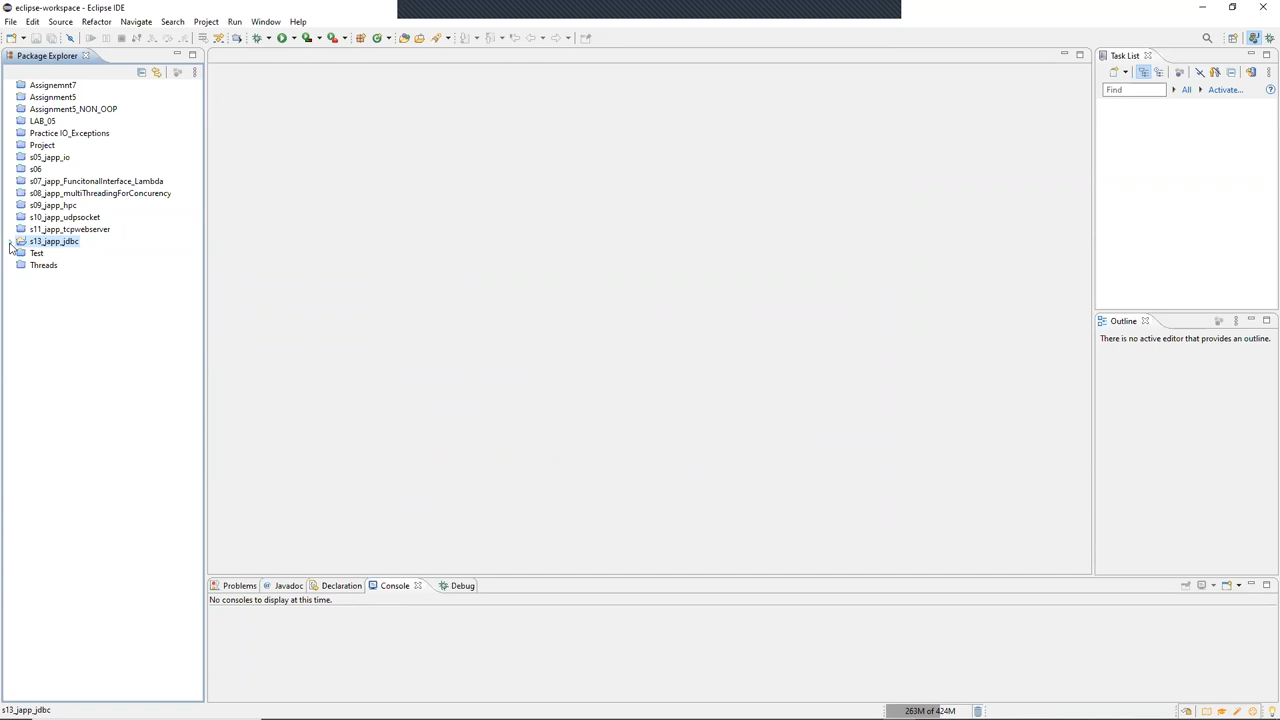 eclipse-workspace - Eclipse IDE
File Edit Source Refactor Navigate Search Project Run Window Help
Package Explorer
Task List
Assignemnt7
Assignment5
Assignment5_NON_OOP
LAB_05
Practice IO_Exceptions
Project
s05_japp_io
s06
s07_japp_FuncitonalInterface_Lambda
s08_japp_multiThreadingForConcurency
s09_japp_hpc
s10_japp_udpsocket
s11_japp_tcpwebserver
s13_japp_jdbc
Test
Threads
Find All Activate...
Outline
There is no active editor that provides an outline.
Problems @ Javadoc Declaration Console Debug
No consoles to display at this time.
s13_japp_jdbc
263M of 424M